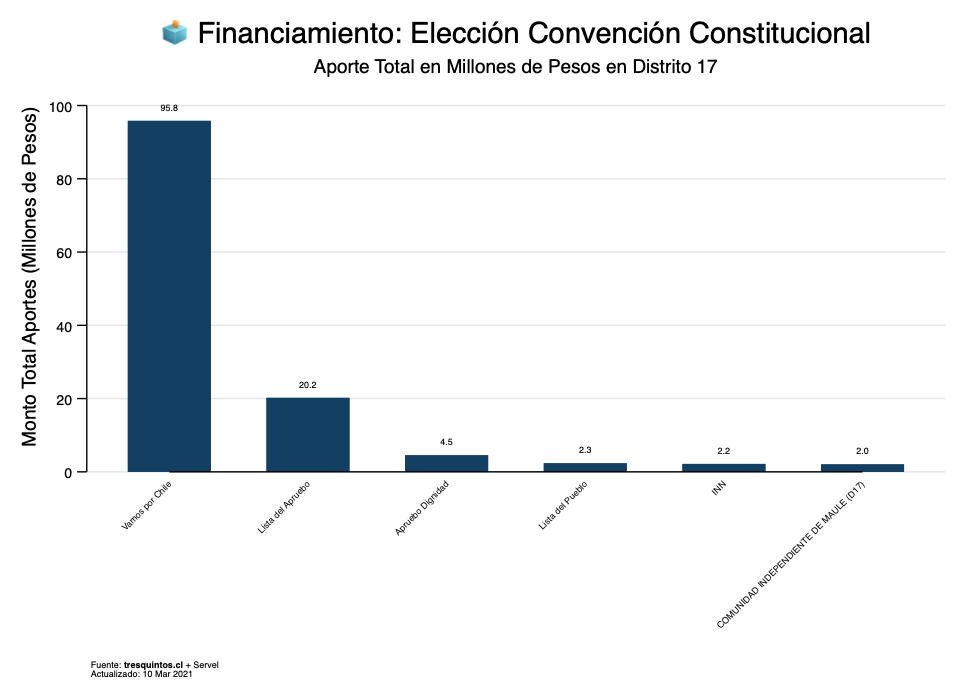 Financiamiento: Elección Convención Constitucional
Aporte Total en Millones de Pesos en Distrito 17
Monto Total Aportes (Millones de Pesos)
100
80
60
40
20
0
95.8
20.2
4.5
2.3
2.2
2.0
Vamos por Chile
Lista del Apruebo
Apruebo Dignidad
Lista del Pueblo
INN
COMUNIDAD INDEPENDIENTE DE MAULE (D17)
Fuente: tresquintos.cl + Servel
Actualizado: 10 Mar 2021